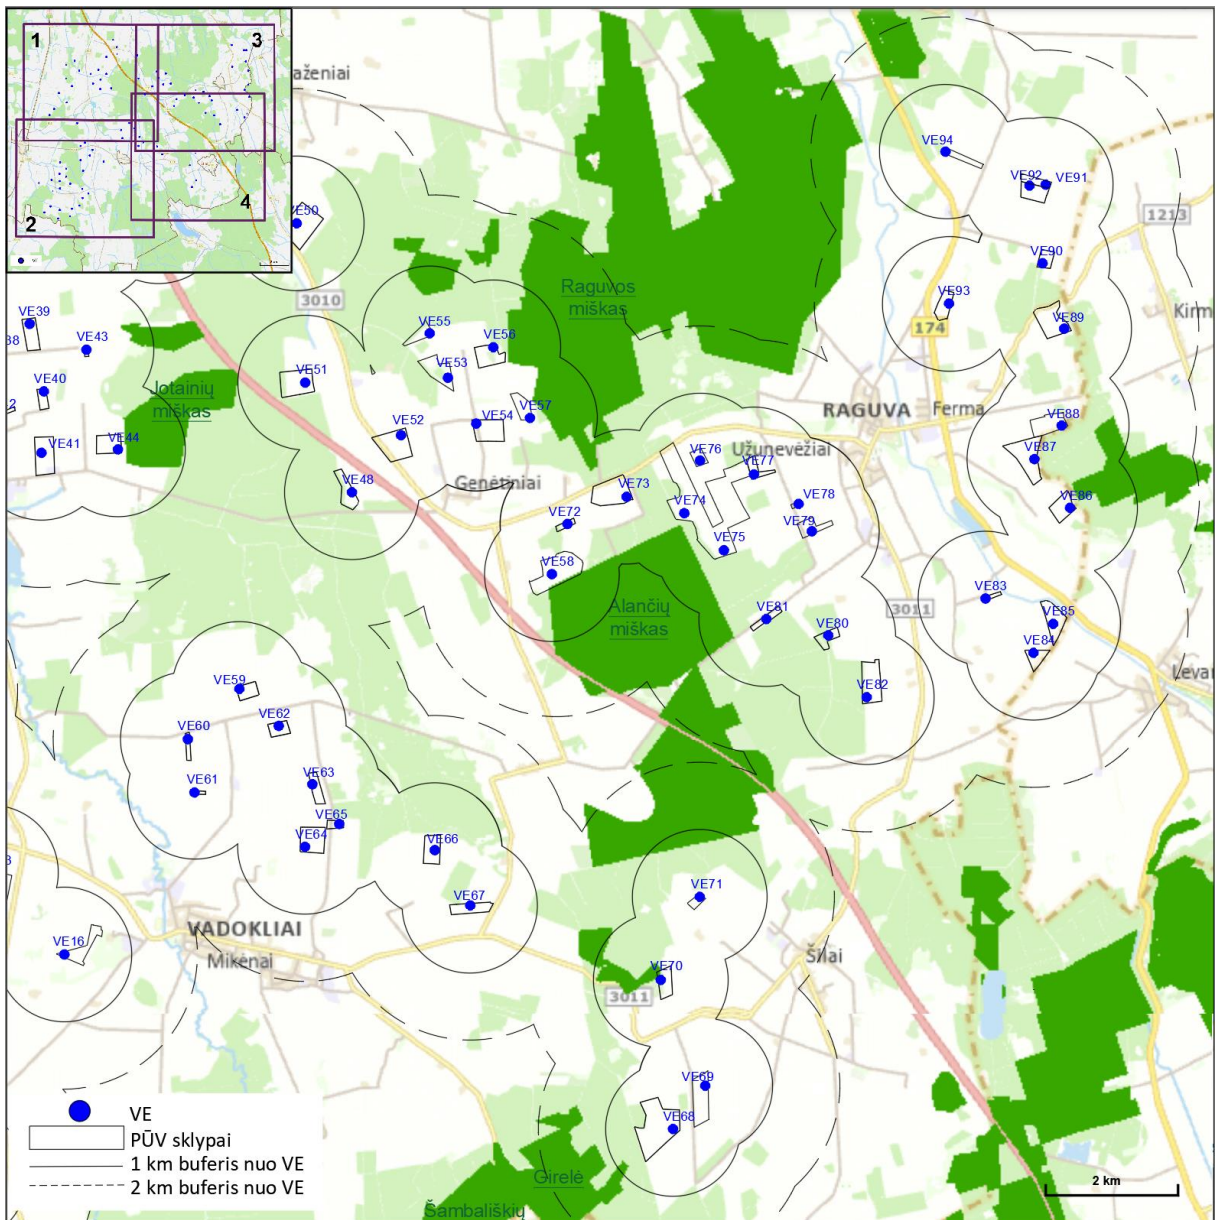 1
3
4
2
aženiai
VE94
VE92
VE91
1213
VE50
VE90
Raguvos
miškas
3010
VE93
VE39
VE55
Kirm
VE89
174
38
VE43
VE56
VE53
VE51
VE40
Jotainių
miškas
VE57
RAGUVA
Ferma
2
VE54
VE88
VE52
VE41
VE44
VE76
Užunevėžiai
VE87
VE77
VE48
Genėtiniai
VE73
VE78
VE86
VE74
VE72
VE79
VE75
VE58
VE83
Alančių
miškas
VE81
3011
VE85
VE80
VE84
Levar
VE59
VE82
VE62
VE60
VE63
VE61
VE65
VE64
VE66
3
VE71
VE67
VADOKLIAI
VE16
Mikėnai
Šilai
VE70
3011
VE69
VE68
VE
PŪV sklypai
1 km buferis nuo VE
2 km buferis nuo VE
Girelė
2 km
Šambališkių